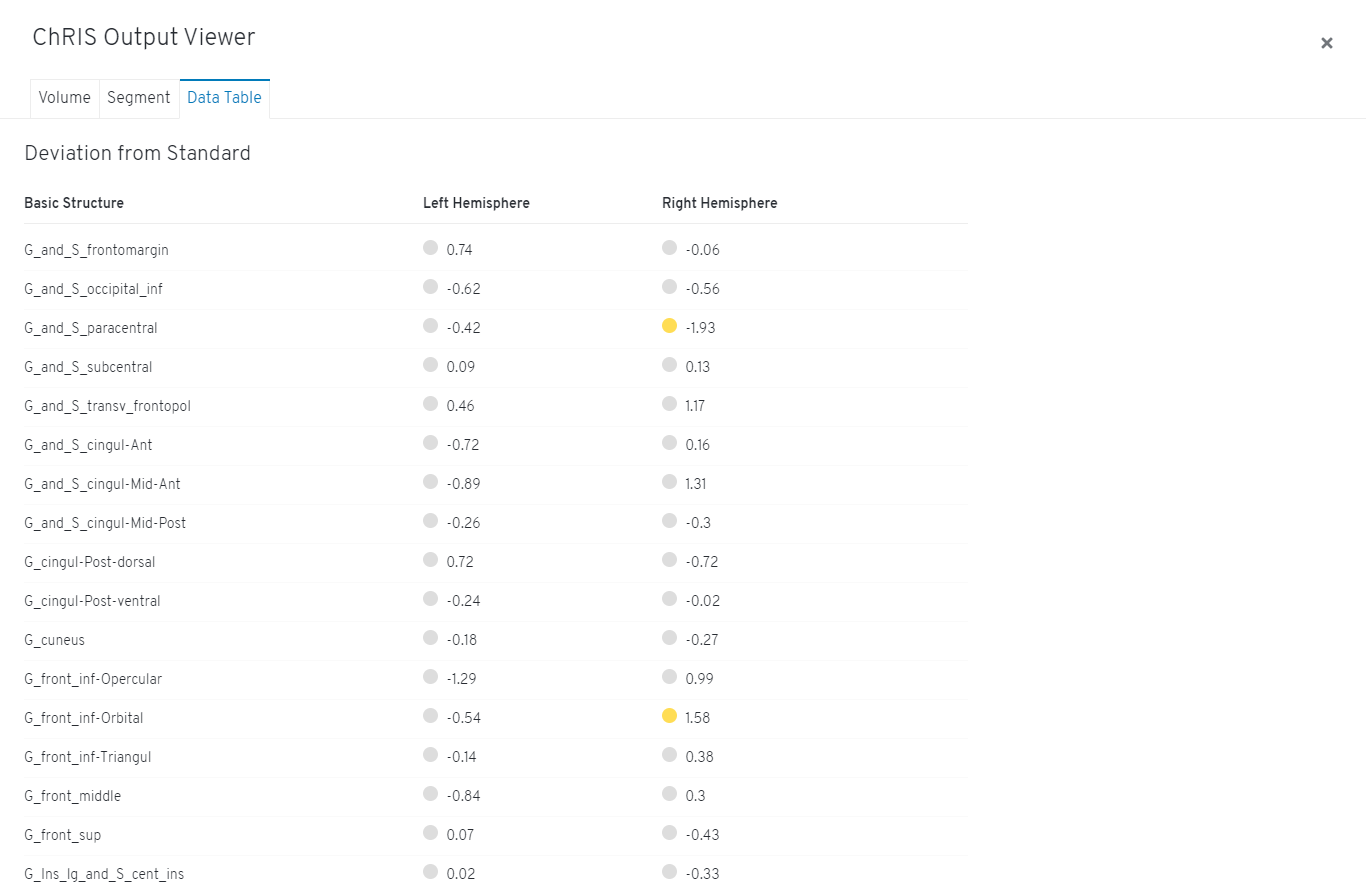 ChRIS Output Viewer
Volume Segment Data Table
Deviation from Standard
Basic Structure Left Hemisphere Right Hemisphere
G_and_S_frontomargin 0.74 -0.06
G_and_S_occipital_inf -0.62 -0.56
G_and_S_paracentral -0.42 -1.93
G_and_S_subcentral 0.09 0.13
G_and_S_transv_frontopol 0.46 1.17
G_and_S_cingul-Ant -0.72 0.16
G_and_S_cingul-Mid-Ant -0.89 1.31
G_and_S_cingul-Mid-Post -0.26 -0.3
G_cingul-Post-dorsal 0.72 -0.72
G_cingul-Post-ventral -0.24 -0.02
G_cuneus -0.18 -0.27
G_front_inf-Opercular -1.29 0.99
G_front_inf-Orbital -0.54 1.58
G_front_inf-Triangul -0.14 0.38
G_front_middle -0.84 0.3
G_front_sup 0.07 -0.43
G_Ins_lg_and_S_cent_ins 0.02 -0.33